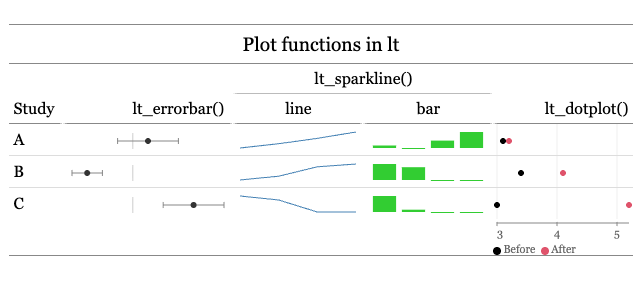 Plot functions in lt
lt_sparkline()
Study lt_errorbar() line bar lt_dotplot()
A
B
C
3 4 5
Before After